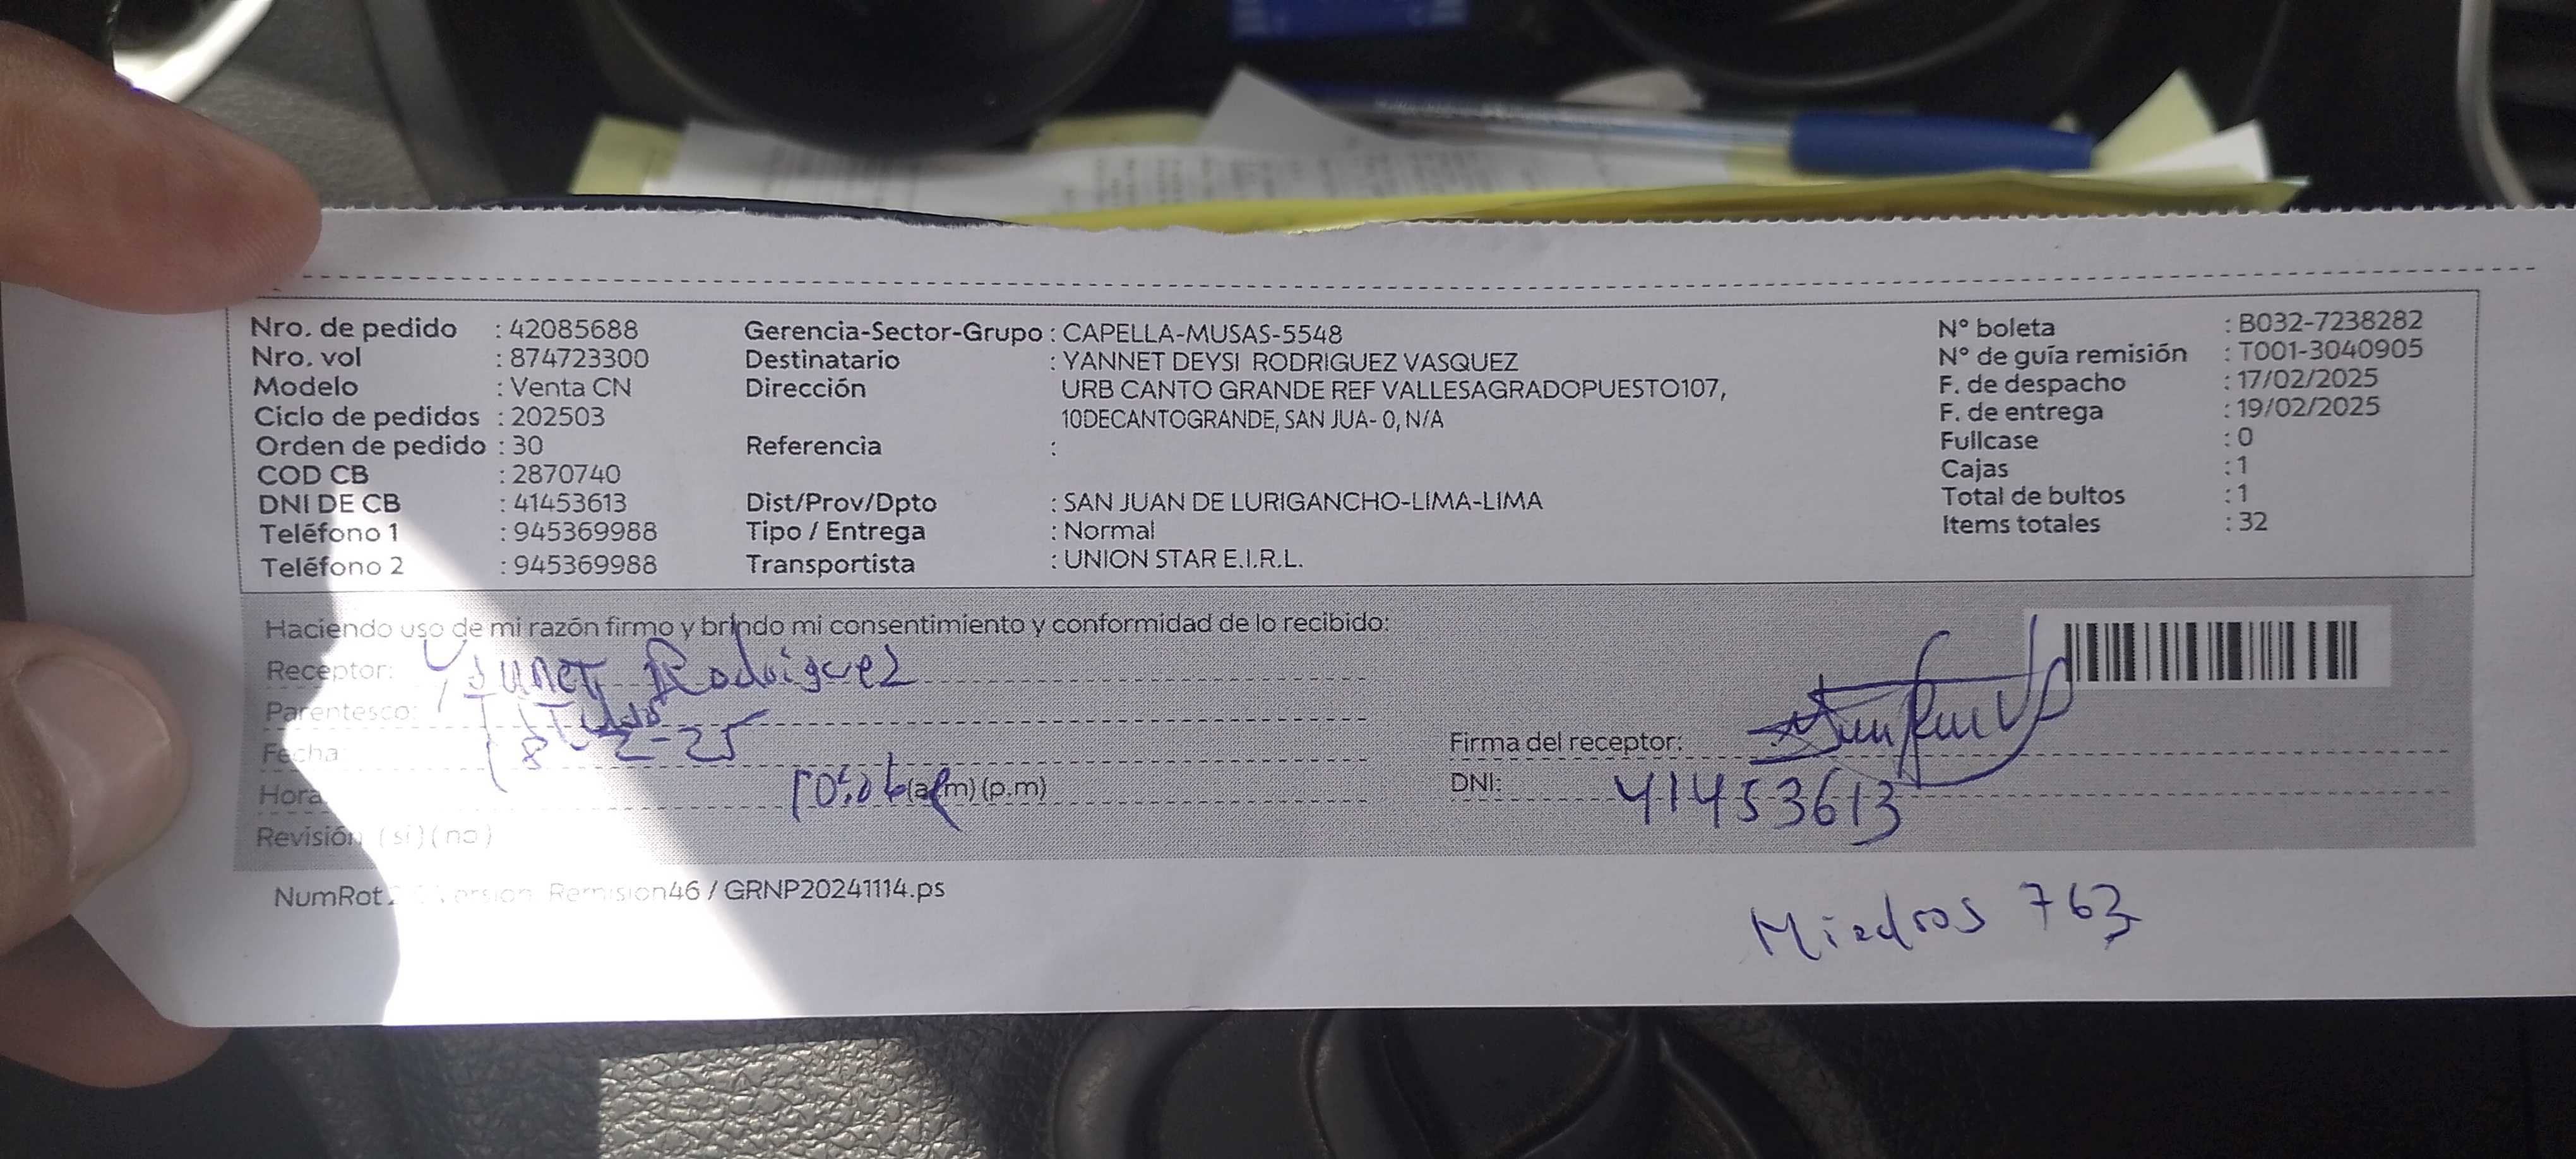 Nro. de pedido : 42085688 Gerencia-Sector-Grupo : CAPELLA-MUSAS-5548 N° boleta : B032-7238282
Nro. vol : 874723300 Destinatario : YANNET DEYSI RODRIGUEZ VASQUEZ N° de guía remisión : T001-3040905
Modelo : Venta CN Dirección URB CANTO GRANDE REF VALLESAGRADOPUESTO107, F. de despacho : 17/02/2025
Ciclo de pedidos : 202503 10DECANTOGRANDE, SAN JUA- 0, N/A F. de entrega : 19/02/2025
Orden de pedido : 30 Referencia : Fullcase : 0
COD CB : 2870740 Cajas : 1
DNI DE CB : 41453613 Dist/Prov/Dpto : SAN JUAN DE LURIGANCHO-LIMA-LIMA Total de bultos : 1
Teléfono 1 : 945369988 Tipo / Entrega : Normal Items totales : 32
Teléfono 2 : 945369988 Transportista : UNION STAR E.I.R.L.
Haciendo uso de mi razón firmo y brindo mi consentimiento y conformidad de lo recibido:
Receptor: Rodriguez
Parentesco:
Fecha 18-2-25 Firma del receptor:
Hora (a.m) (p.m) DNI: 41453613
Revisión (si) (no)
NumRot Remision46 / GRNP20241114.ps
763